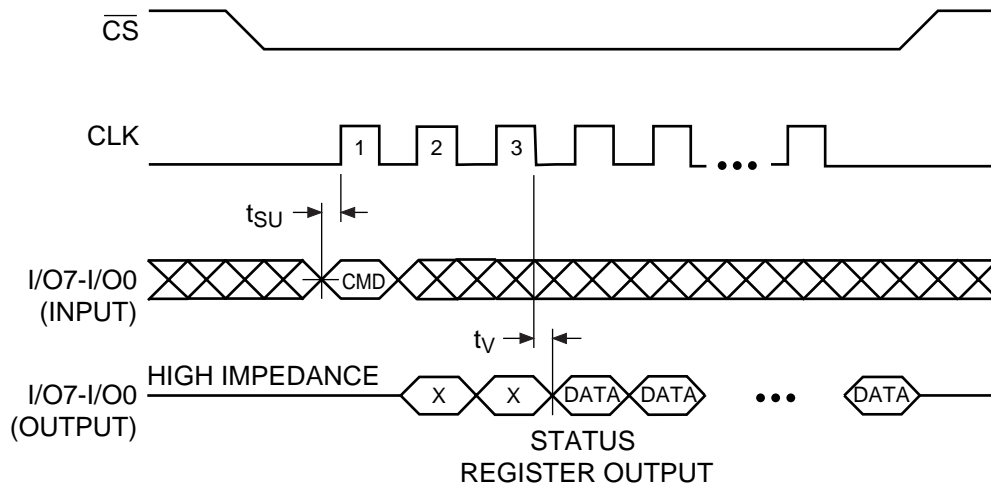 CS
CLK
1 2 3
tSU
I/O7-I/O0
(INPUT)
CMD
tV
HIGH IMPEDANCE
I/O7-I/O0
(OUTPUT)
X X DATA DATA DATA
STATUS
REGISTER OUTPUT